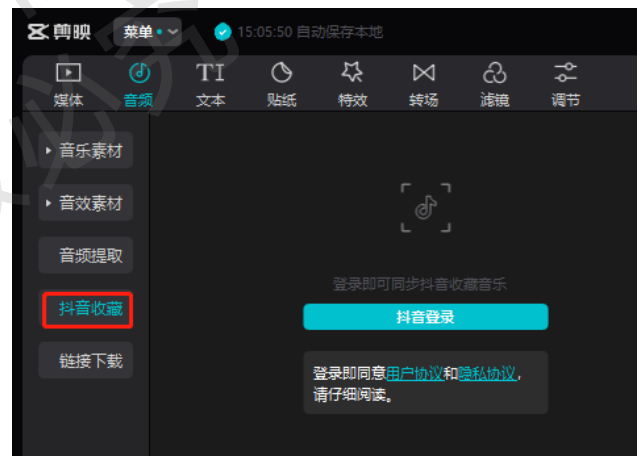 剪映 菜单 15:05:50 自动保存本地
媒体 音频 TI 文本 贴纸 特效 转场 滤镜 调节
音乐素材
音效素材
音频提取
登录即可同步抖音收藏音乐
抖音收藏
抖音登录
链接下载
登录即同意用户协议和隐私协议，
请仔细阅读。